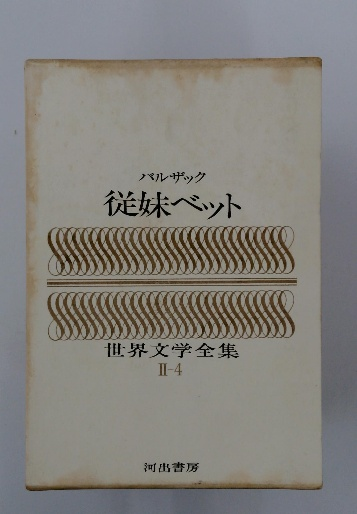 バルザック
従妹ベット
世界文学全集
II-4
河出書房